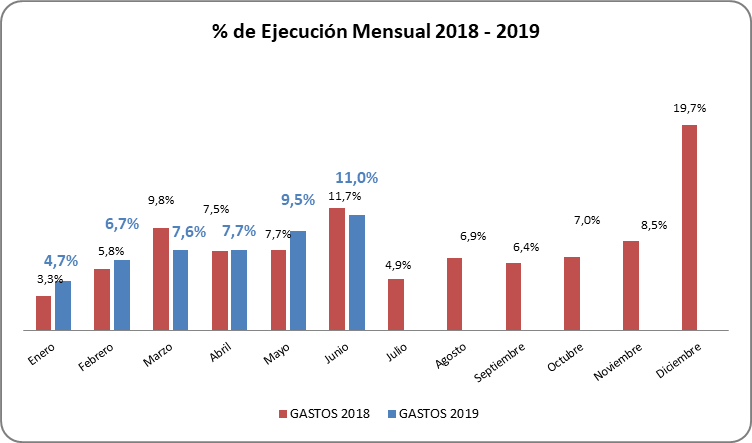 % de Ejecución Mensual 2018 - 2019
19,7%
11,0%
9,5%
11,7%
9,8%
6,7%
7,5%
7,6%
7,7%
7,7%
7,0%
8,5%
4,7%
5,8%
6,9%
6,4%
3,3%
4,9%
Enero
Febrero
Marzo
Abril
Mayo
Junio
Julio
Agosto
Septiembre
Octubre
Noviembre
Diciembre
GASTOS 2018
GASTOS 2019